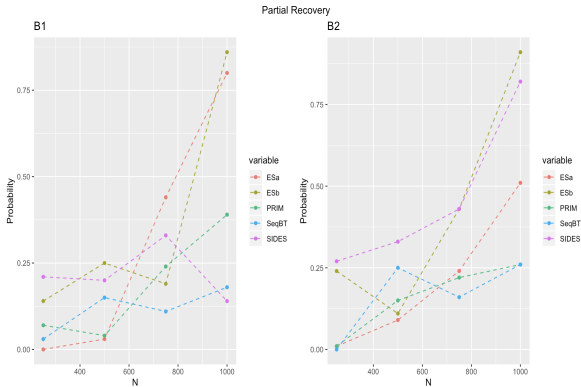 Partial Recovery
B1
0.75
0.50
0.25
0.00
Probability
400
600
800
1000
N
variable
ESa
ESb
PRIM
SeqBT
SIDES
B2
0.75
0.50
0.25
0.00
Probability
400
600
800
1000
N
variable
ESa
ESb
PRIM
SeqBT
SIDES